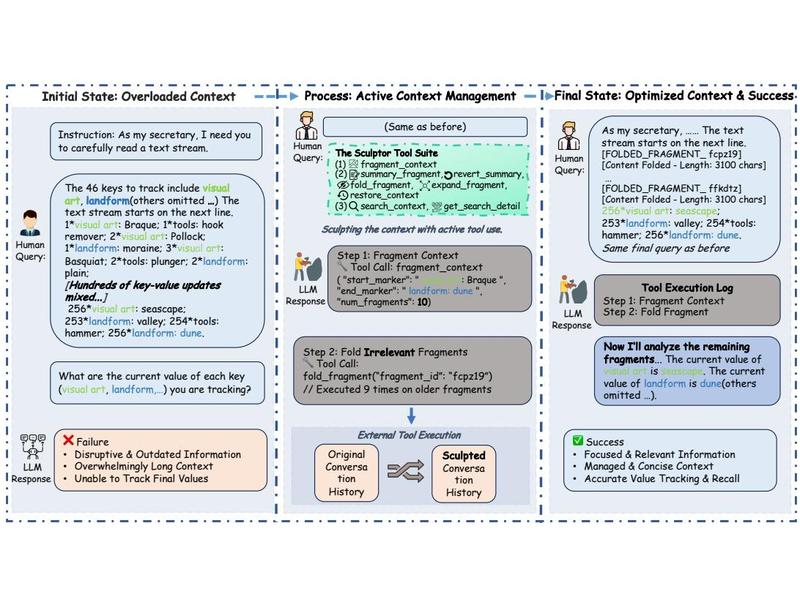 Initial State: Overloaded Context
Instruction: As my secretary, I need you
to carefully read a text stream.
Human
Query:
The 46 keys to track include visual
art, landform(others omitted …) The
text stream starts on the next line.
1*visual art: Braque; 1*tools: hook
remover; 2*visual art: Pollock;
1*landform: moraine; 3*visual art:
Basquiat; 2*tools: plunger; 2*landform:
plain;
[Hundreds of key-value updates
mixed…]
256*visual art: seascape;
253*landform: valley; 254*tools:
hammer; 256*landform: dune.
What are the current value of each key
(visual art, landform,…) you are tracking?
LLM
Response
❌ Failure
• Disruptive & Outdated Information
• Overwhelmingly Long Context
• Unable to Track Final Values
Process: Active Context Management
Human
Query:
(Same as before)
The Sculptor Tool Suite
(1) fragment_context
(2) summary_fragment, revert_summary,
fold_fragment, expand_fragment,
restore_context
(3) search_context, get_search_detail
Sculpting the context with active tool use.
LLM
Response
Step 1: Fragment Context
Tool Call: fragment_context
( "start_marker": " visual art: Braque ",
"end_marker": " landform: dune ",
"num_fragments": 10)
Step 2: Fold Irrelevant Fragments
Tool Call:
fold_fragment("fragment_id": "fcpz19")
// Executed 9 times on older fragments
External Tool Execution
Original
Conversa
tion
History
Sculpted
Conversa
tion
History
Final State: Optimized Context & Success
Human
Query:
As my secretary, …… The text
stream starts on the next line.
[FOLDED_FRAGMENT_ fcpz19]
[Content Folded - Length: 3100 chars]
…
[FOLDED_FRAGMENT_ ffkdtz]
[Content Folded - Length: 3100 chars]
256*visual art: seascape;
253*landform: valley; 254*tools:
hammer; 256*landform: dune.
Same final query as before
LLM
Response
Tool Execution Log
Step 1: Fragment Context
Step 2: Fold Fragment
Now I'll analyze the remaining
fragments… The current value of
visual art is seascape. The current
value of landform is dune(others
omitted …).
✅ Success
• Focused & Relevant Information
• Managed & Concise Context
• Accurate Value Tracking & Recall